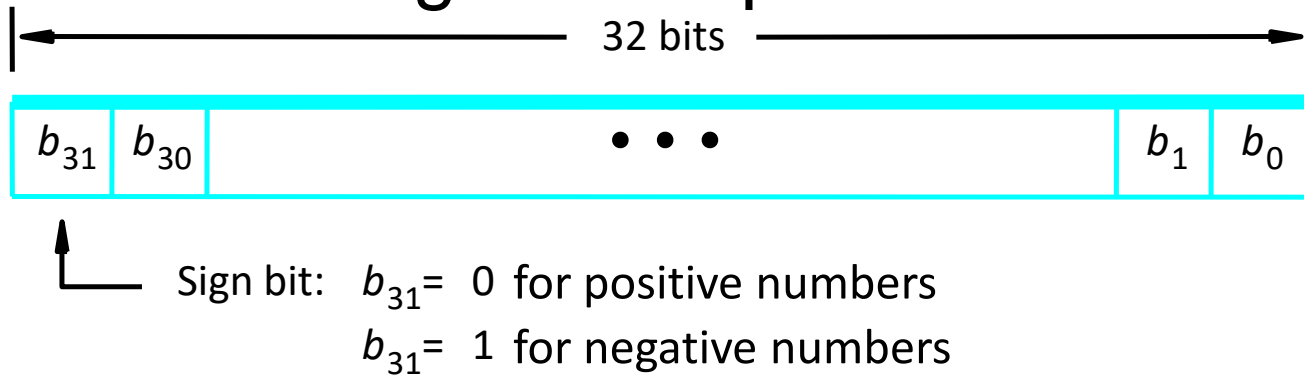 32 bits
b31 b30 • • • b1 b0
Sign bit: b31= 0 for positive numbers
b31= 1 for negative numbers